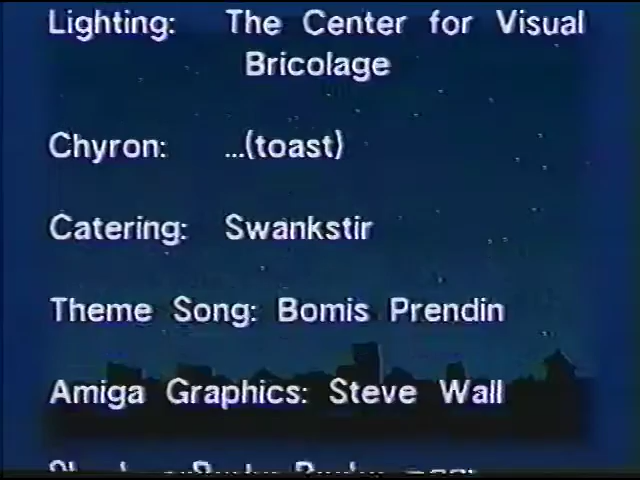 Lighting: The Center for Visual
Bricolage
Chyron: ...(toast)
Catering: Swankstir
Theme Song: Bomis Prendin
Amiga Graphics: Steve Wall